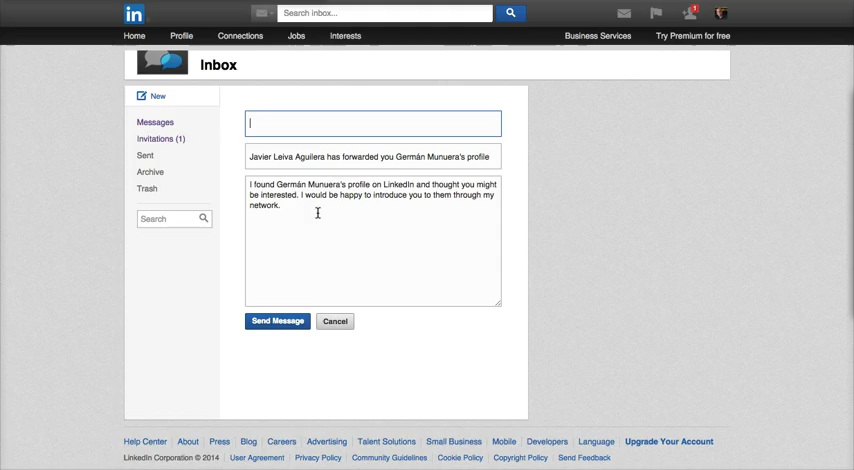 in
Search inbox...
1
Home Profile Connections Jobs Interests Business Services Try Premium for free
Inbox
New
Messages
Invitations (1)
Sent
Archive
Trash
Search
Javier Leiva Aguilera has forwarded you Germán Munuera's profile
I found Germán Munuera's profile on LinkedIn and thought you might
be interested. I would be happy to introduce you to them through my
network.
Send Message Cancel
Help Center About Press Blog Careers Advertising Talent Solutions Small Business Mobile Developers Language Upgrade Your Account
LinkedIn Corporation © 2014 User Agreement Privacy Policy Community Guidelines Cookie Policy Copyright Policy Send Feedback